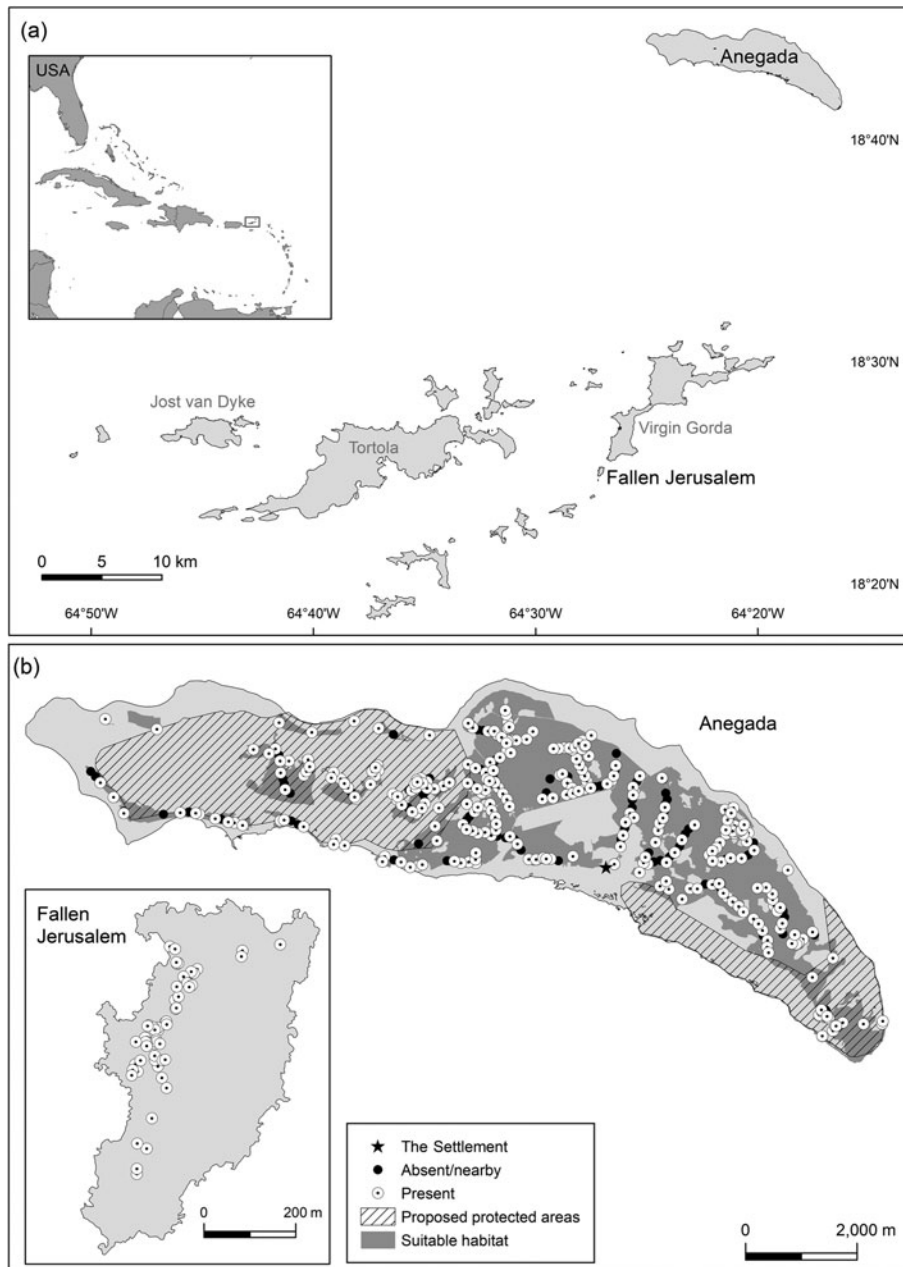 (a)
USA
Anegada
18°40'N
18°30'N
Jost van Dyke
Tortola
Virgin Gorda
Fallen Jerusalem
0 5 10 km
18°20'N
64°50'W 64°40'W 64°30'W 64°20'W
(b)
Anegada
Fallen
Jerusalem
0 200 m
The Settlement
Absent/nearby
Present
Proposed protected areas
Suitable habitat
0 2,000 m